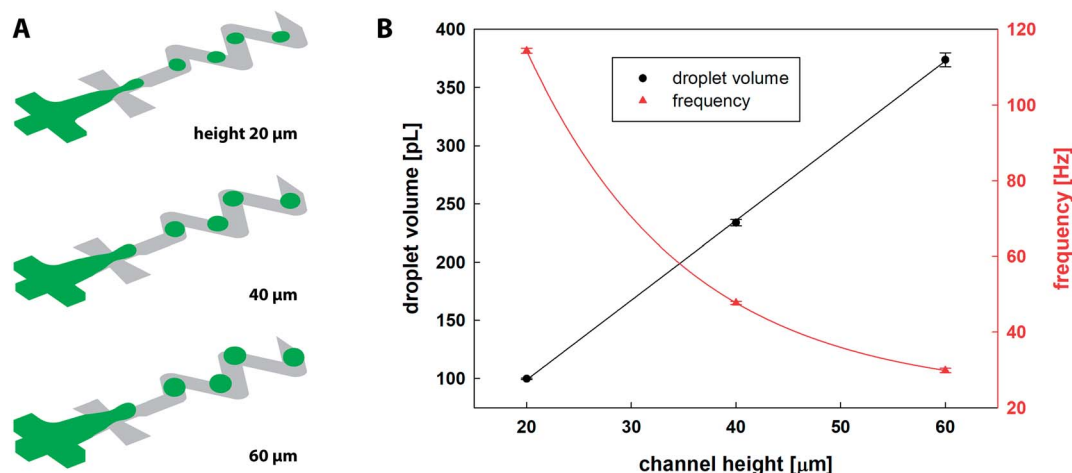 A
height 20 µm
40 µm
60 µm
B
droplet volume [pL]
400
350
300
250
200
150
100
droplet volume
frequency
120
100
80
60
40
20
frequency [Hz]
20 30 40 50 60
channel height [µm]